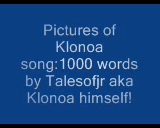 Pictures of
Klonoa
song:1000 words
by Talesofjr aka
Klonoa himself!